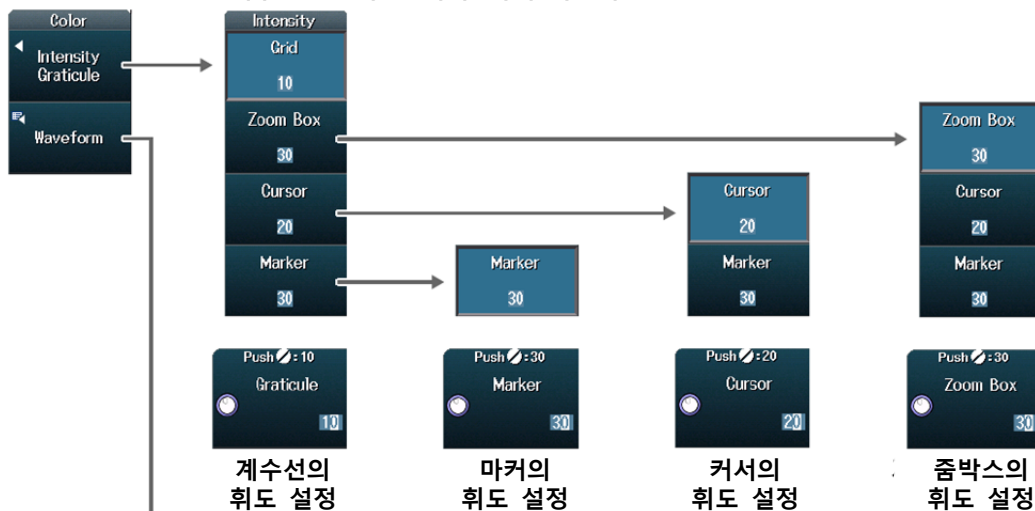 Color
Intensity
Graticule
Waveform
Intensity
Grid
10
Zoom Box
30
Cursor
20
Marker
30
Marker
30
Cursor
20
Marker
30
Zoom Box
30
Cursor
20
Marker
30
Push :10
Graticule
10
계수선의
휘도 설정
Push :30
Marker
30
마커의
휘도 설정
Push :20
Cursor
20
커서의
휘도 설정
Push :30
Zoom Box
30
줌박스의
휘도 설정